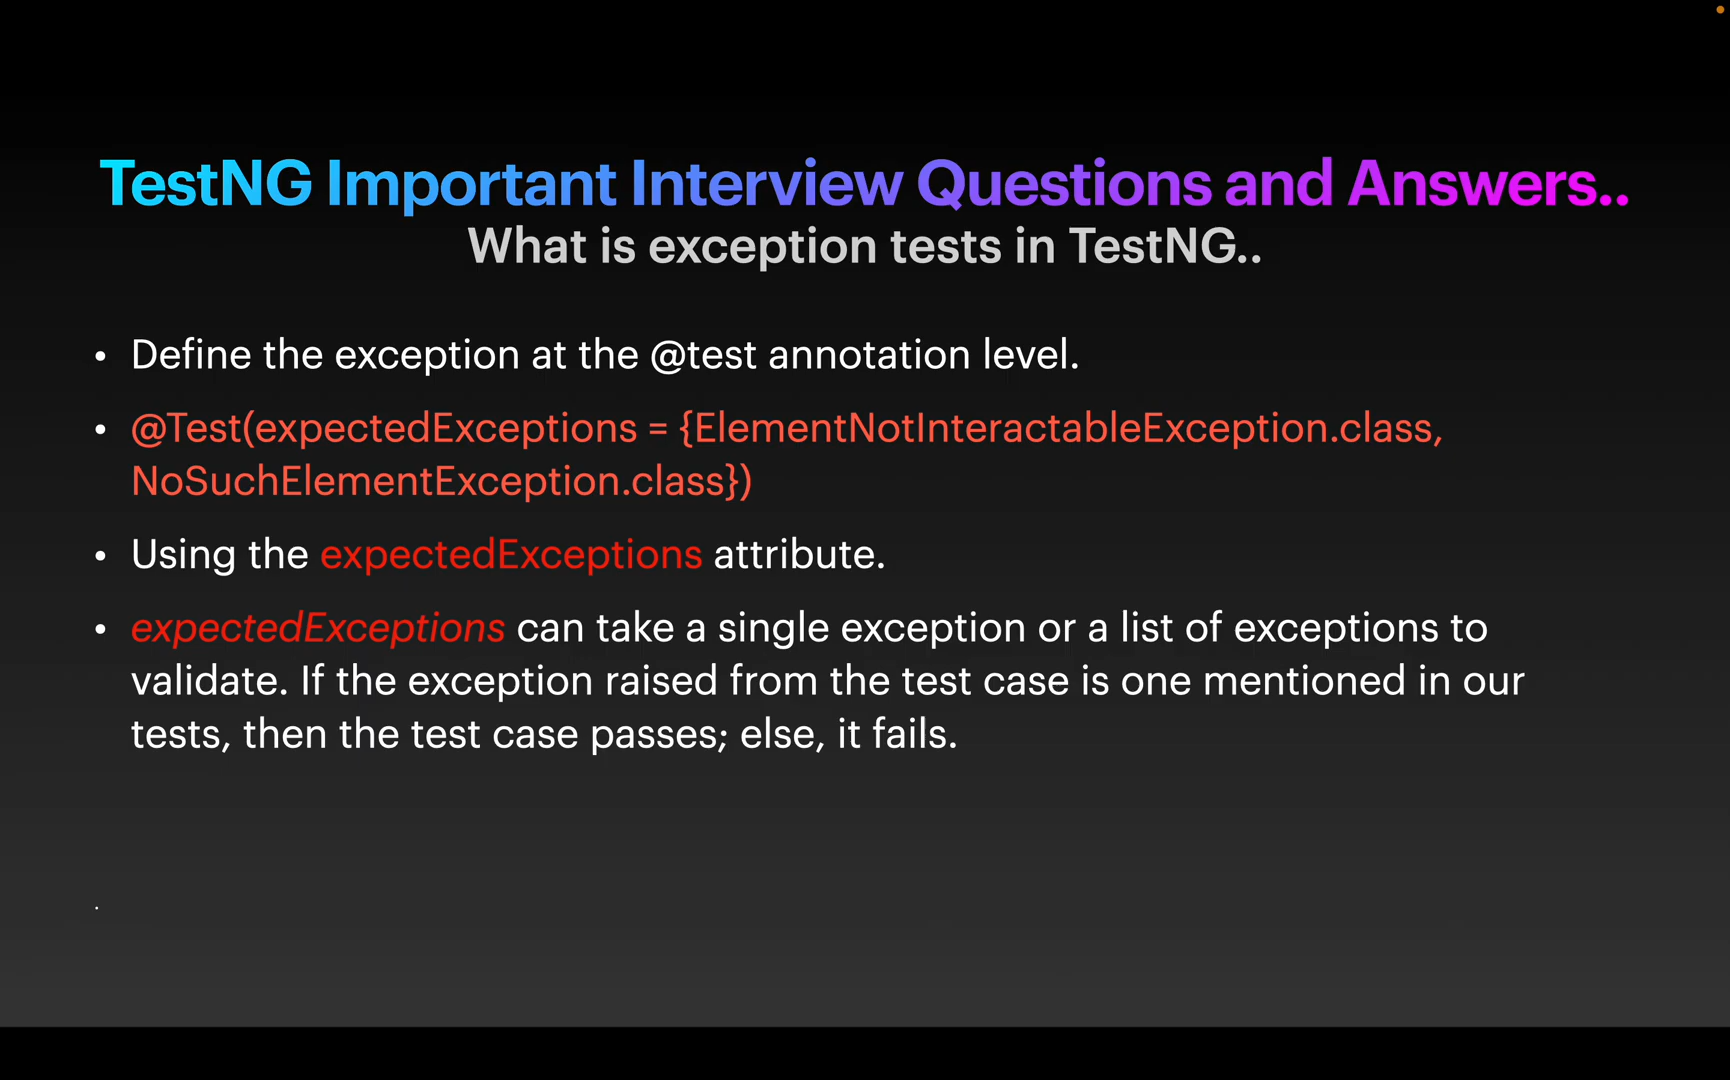 TestNG Important Interview Questions and Answers..
What is exception tests in TestNG..
• Define the exception at the @test annotation level.
• @Test(expectedExceptions = {ElementNotInteractableException.class,
NoSuchElementException.class})
• Using the expectedExceptions attribute.
• expectedExceptions can take a single exception or a list of exceptions to
validate. If the exception raised from the test case is one mentioned in our
tests, then the test case passes; else, it fails.
.